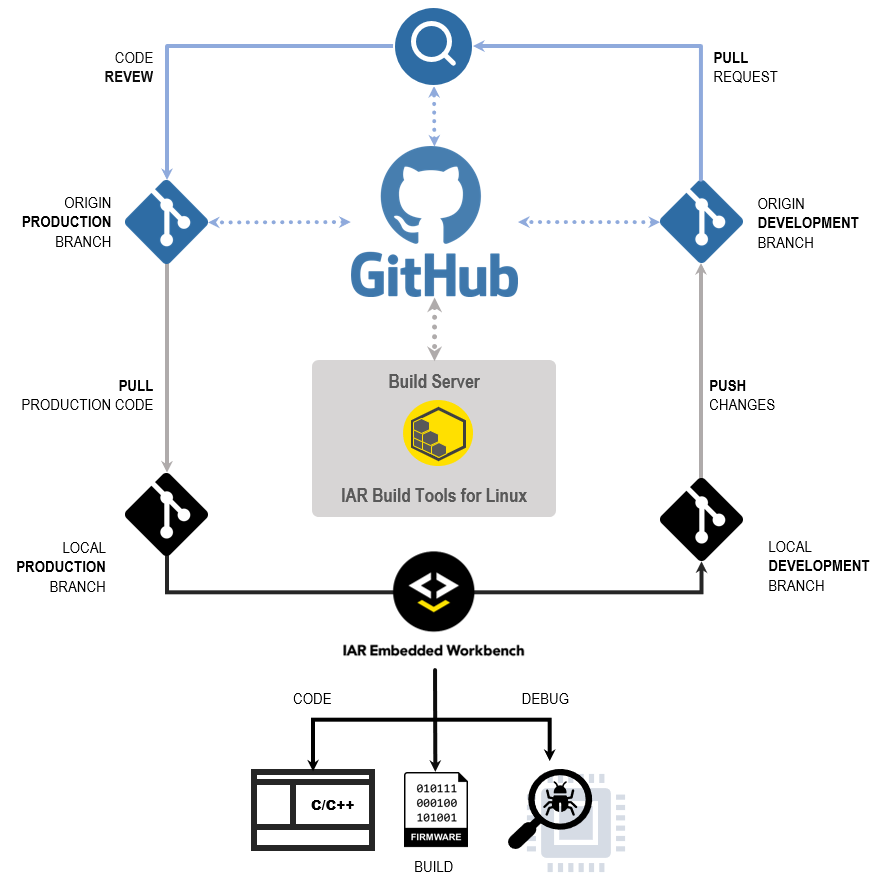 CODE
REVEW
PULL
REQUEST
ORIGIN
PRODUCTION
BRANCH
GitHub
ORIGIN
DEVELOPMENT
BRANCH
PULL
PRODUCTION CODE
Build Server
IAR Build Tools for Linux
PUSH
CHANGES
LOCAL
PRODUCTION
BRANCH
LOCAL
DEVELOPMENT
BRANCH
IAR Embedded Workbench
CODE
DEBUG
C/C++
010111
000100
101001
FIRMWARE
BUILD